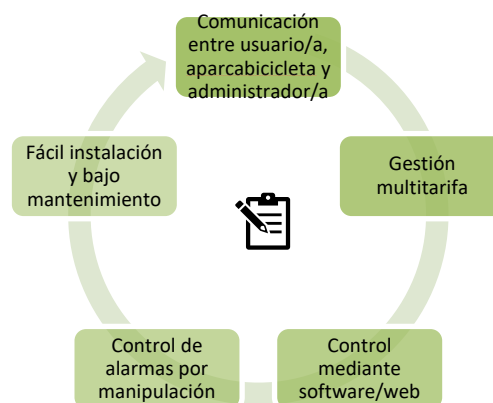 Comunicación
entre usuario/a,
aparcabicicleta y
administrador/a
Gestión
multitarifa
Control
mediante
software/web
Control de
alarmas por
manipulación
Fácil instalación
y bajo
mantenimiento